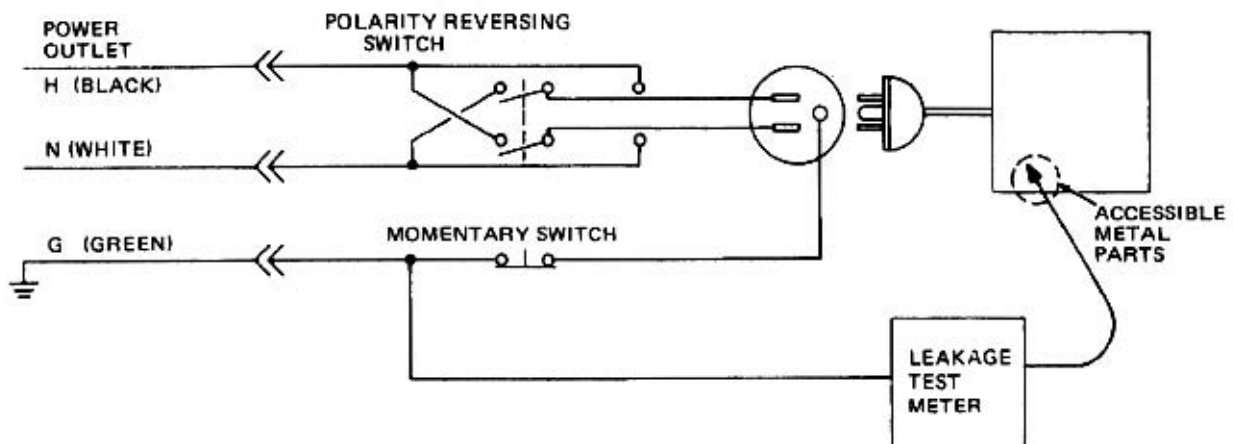 POWER
OUTLET
POLARITY REVERSING
SWITCH
H (BLACK)
N (WHITE)
G (GREEN)
MOMENTARY SWITCH
ACCESSIBLE
METAL
PARTS
LEAKAGE
TEST
METER